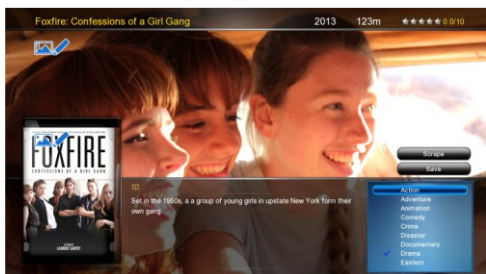 Foxfire: Confessions of a Girl Gang 2013 123m 0.0/10
FOXFIRE
CONFESSIONS OF A GIRL GANG
LAURENT CANTET
Set in the 1950s, a a group of young girls in upstate New York form their
own gang
Scrape
Save
Action
Adventure
Animation
Comedy
Crime
Disaster
Documentary
Drama
Eastern